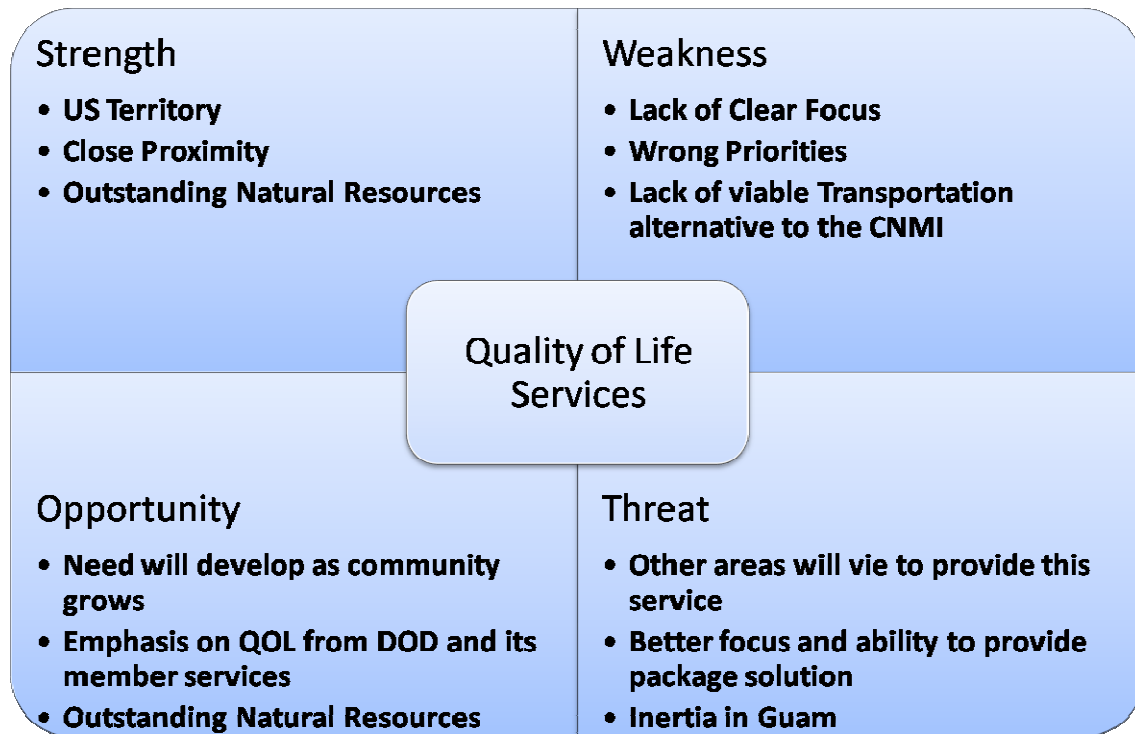 Strength
• US Territory
• Close Proximity
• Outstanding Natural Resources
Weakness
• Lack of Clear Focus
• Wrong Priorities
• Lack of viable Transportation
alternative to the CNMI
Quality of Life
Services
Opportunity
• Need will develop as community
grows
• Emphasis on QOL from DOD and its
member services
• Outstanding Natural Resources
Threat
• Other areas will vie to provide this
service
• Better focus and ability to provide
package solution
• Inertia in Guam